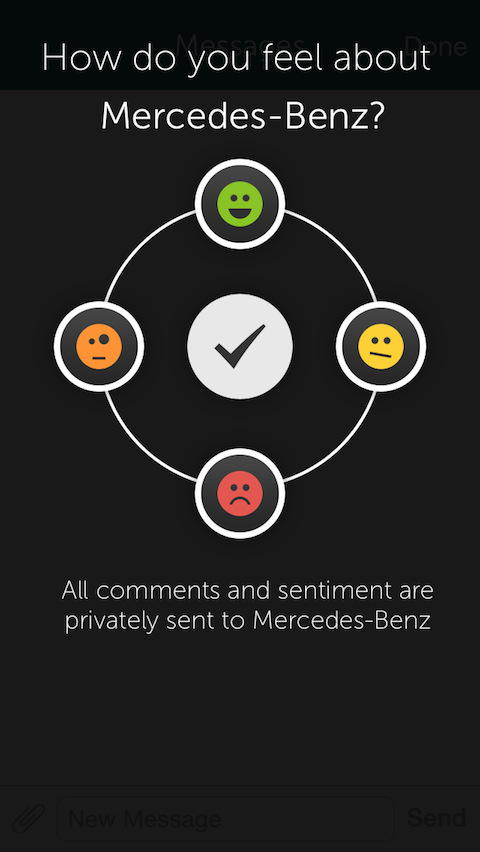 Messages
Done
How do you feel about
Mercedes-Benz?
All comments and sentiment are
privately sent to Mercedes-Benz
New Message
Send